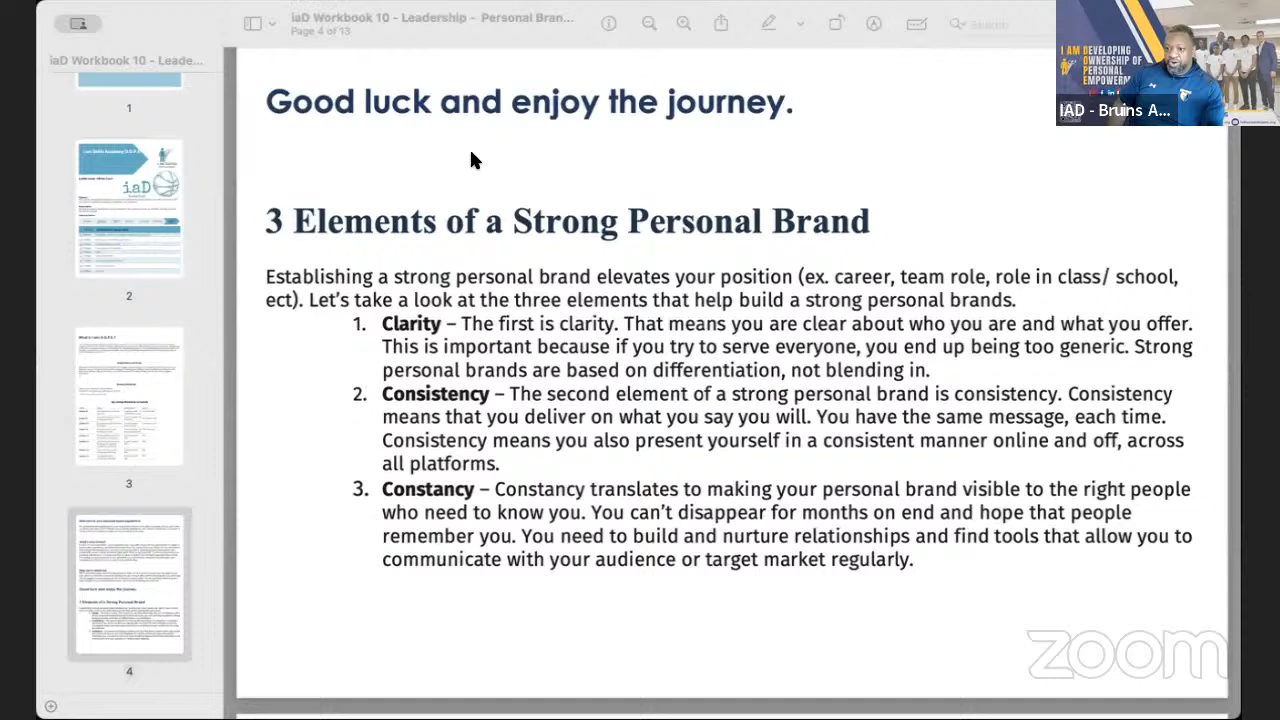 iaD Workbook 10 - Leadership - Personal Bran...
Page 4 of 13
Search
iaD Workbook 10 - Leade...
1
2
3
4
Good luck and enjoy the journey.
3 Elements of a Strong Personal Brand
Establishing a strong personal brand elevates your position (ex. career, team role, role in class/ school,
ect). Let's take a look at the three elements that help build a strong personal brands.
1. Clarity – The first is clarity. That means you are clear about who you are and what you offer.
This is important because if you try to serve everyone, you end up being too generic. Strong
personal brands are based on differentiation, not blending in.
2. Consistency – The second element of a strong personal brand is consistency. Consistency
means that you deliver on what you say you will. You have the same message, each time.
Consistency means you also present yourself in a consistent manner online and off, across
all platforms.
3. Constancy – Constancy translates to making your personal brand visible to the right people
who need to know you. You can't disappear for months on end and hope that people
remember you. You need to build and nurture relationships and find tools that allow you to
communicate with your audience or target market regularly.
I AM DEVELOPING
OWNERSHIP OF
PERSONAL
EMPOWERM
IAD - Bruins A...
zoom